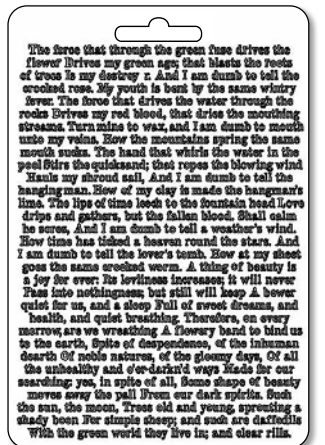 The force that through the green fuse drives the
flower Drives my green age; that blasts the roots
of trees Is my destroy r. And I am dumb to tell the
crooked rose. My youth is bent by the same wintry
fever. The force that drives the water through the
rocks Drives my red blood, that dries the mouthing
streams. Turn mine to wax, and I am dumb to mouth
unto my veins. How the mountains spring the same
mouth sucks. The hand that whirls the water in the
pool Stirs the quicksand; that ropes the blowing wind
Hauls my shroud sail, And I am dumb to tell the
hanging man. How of my clay is made the hangman's
lime. The lips of time leech to the fountain head Love
drips and gathers, but the fallen blood. Shall calm
he sores, And I am dumb to tell a weather's wind.
How time has ticked a heaven round the stars. And
I am dumb to tell the lover's tomb. How at my sheet
goes the same crooked worm. A thing of beauty is
a joy for ever: Its loveliness increases; it will never
Pass into nothingness; but still will keep A bower
quiet for us, and a sleep Full of sweet dreams, and
health, and quiet breathing. Therefore, on every
morrow, are we wreathing A flowery band to bind us
to the earth, Spite of despondence, of the inhuman
dearth Of noble natures, of the gloomy days, Of all
the unhealthy and o'er-darkn'd ways Made for our
searching: yes, in spite of all, Some shape of beauty
moves away the pall From our dark spirits. Such
the sun, the moon, Trees old and young, sprouting a
shady boon For simple sheep; and such are daffodils
With the green world they live in; and clear rills.